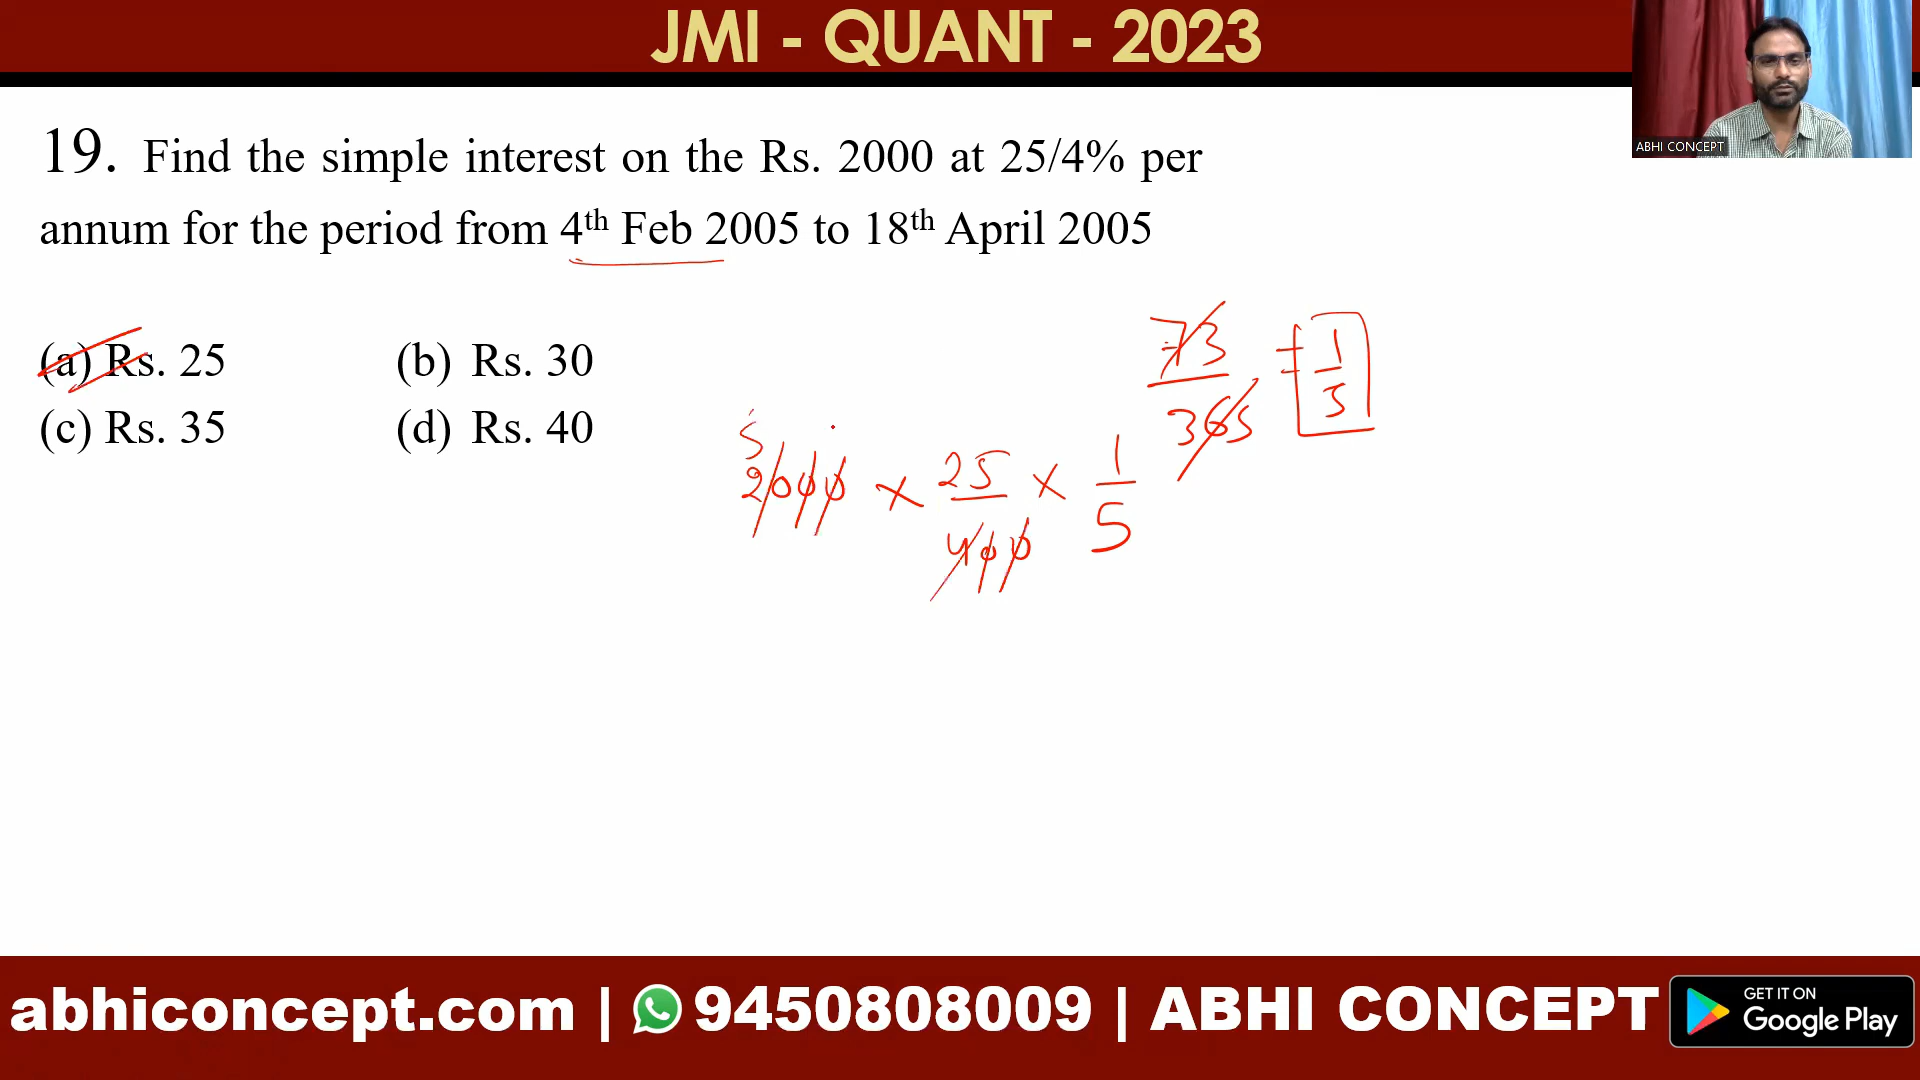 JMI - QUANT - 2023
ABHI CONCEPT
19. Find the simple interest on the Rs. 2000 at 25/4% per
annum for the period from 4th Feb 2005 to 18th April 2005
(a) Rs. 25 (b) Rs. 30
(c) Rs. 35 (d) Rs. 40
73/365 = 1/5
5
2000 × 25/400 × 1/5
abhiconcept.com | 9450808009 | ABHI CONCEPT
GET IT ON
Google Play